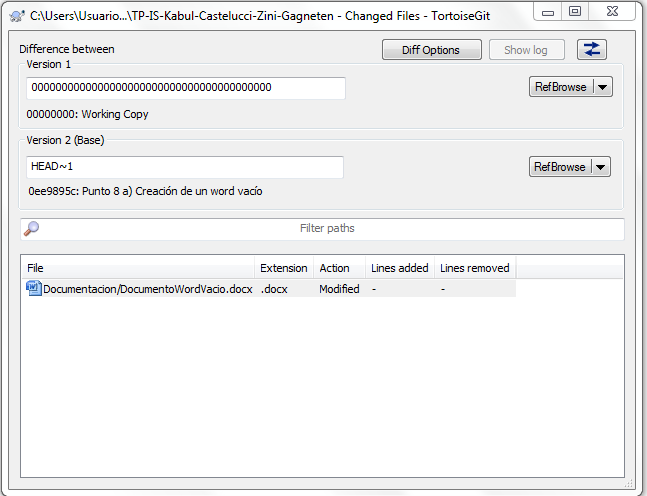 C:\Users\Usuario...\TP-IS-Kabul-Castelucci-Zini-Gagneten - Changed Files - TortoiseGit
Difference between
Diff Options
Show log
Version 1
0000000000000000000000000000000000000000
RefBrowse
00000000: Working Copy
Version 2 (Base)
HEAD~1
RefBrowse
0ee9895c: Punto 8 a) Creación de un word vacío
Filter paths
File Extension Action Lines added Lines removed
Documentacion/DocumentoWordVacio.docx .docx Modified - -